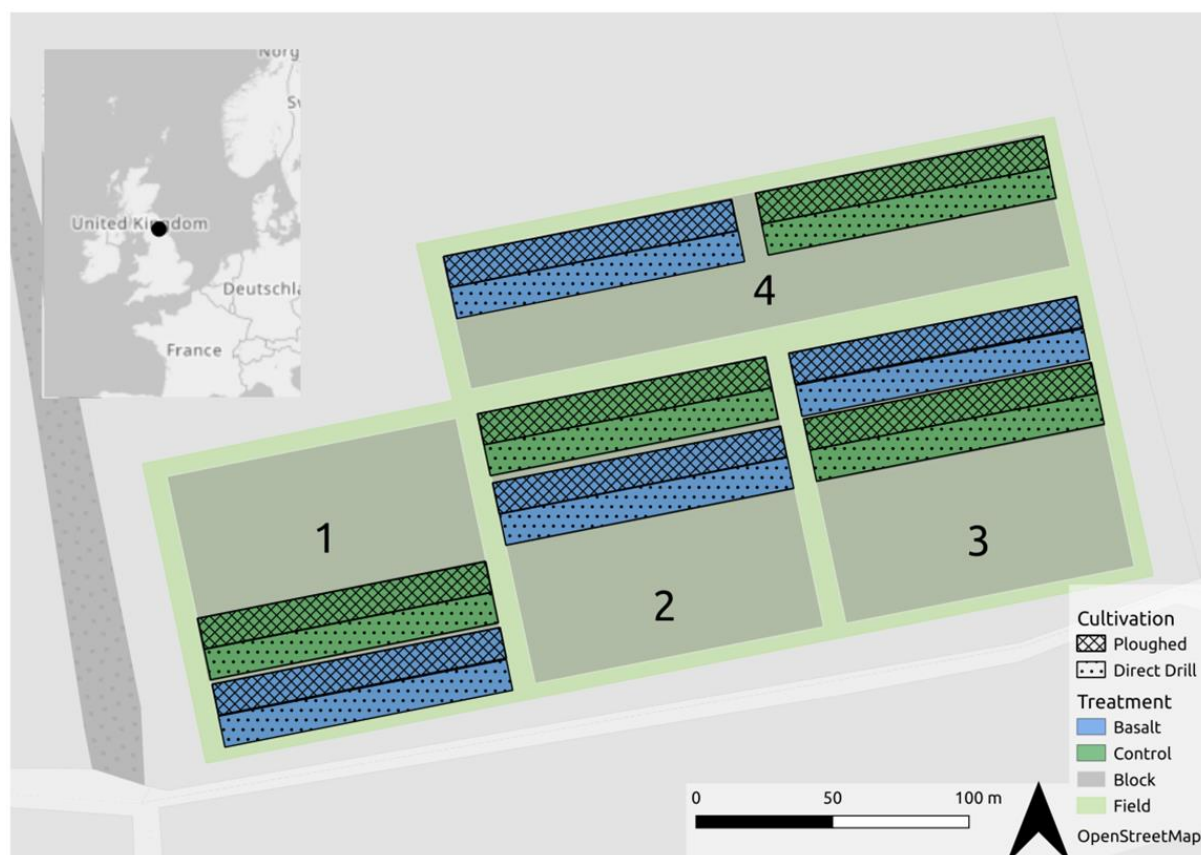 Norg
Sw
United Kingdom
Deutschla
France
4
1
2
3
Cultivation
Ploughed
Direct Drill
Treatment
Basalt
Control
Block
Field
OpenStreetMap
0 50 100 m